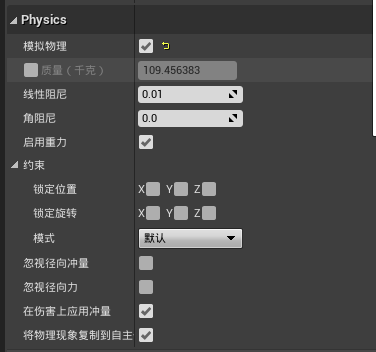 Physics
模拟物理
质量（千克） 109.456383
线性阻尼 0.01
角阻尼 0.0
启用重力
约束
锁定位置 X Y Z
锁定旋转 X Y Z
模式 默认
忽视径向冲量
忽视径向力
在伤害上应用冲量
将物理现象复制到自主